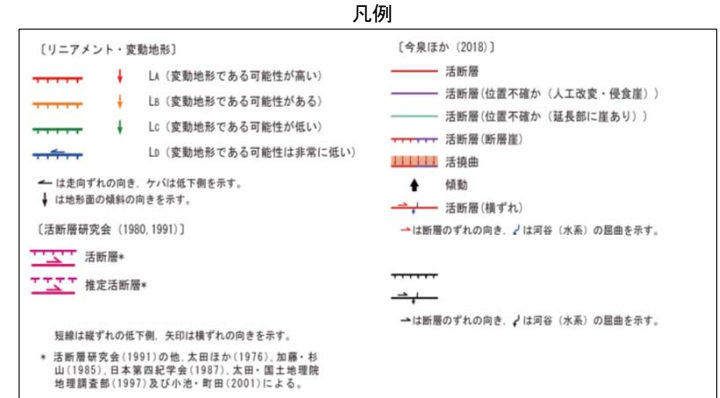 凡例
〔リニアメント・変動地形〕
LA（変動地形である可能性が高い）
LB（変動地形である可能性がある）
LC（変動地形である可能性が低い）
LD（変動地形である可能性は非常に低い）
は走向ずれの向き，ケバは低下側を示す。
は地形面の傾斜の向きを示す。
〔活断層研究会（1980,1991）〕
活断層*
推定活断層*
短線は縦ずれの低下側，矢印は横ずれの向きを示す。
* 活断層研究会(1991)の他,太田ほか(1976),加藤・杉
山(1985),日本第四紀学会(1987),太田・国土地理院
地理調査部(1997)及び小池・町田(2001)による。
〔今泉ほか（2018）〕
活断層
活断層(位置不確か（人工改変・侵食崖）)
活断層(位置不確か（延長部に崖あり）)
活断層(断層崖)
活撓曲
傾動
活断層(横ずれ)
は断層のずれの向き，は河谷（水系）の屈曲を示す。
は断層のずれの向き，は河谷（水系）の屈曲を示す。